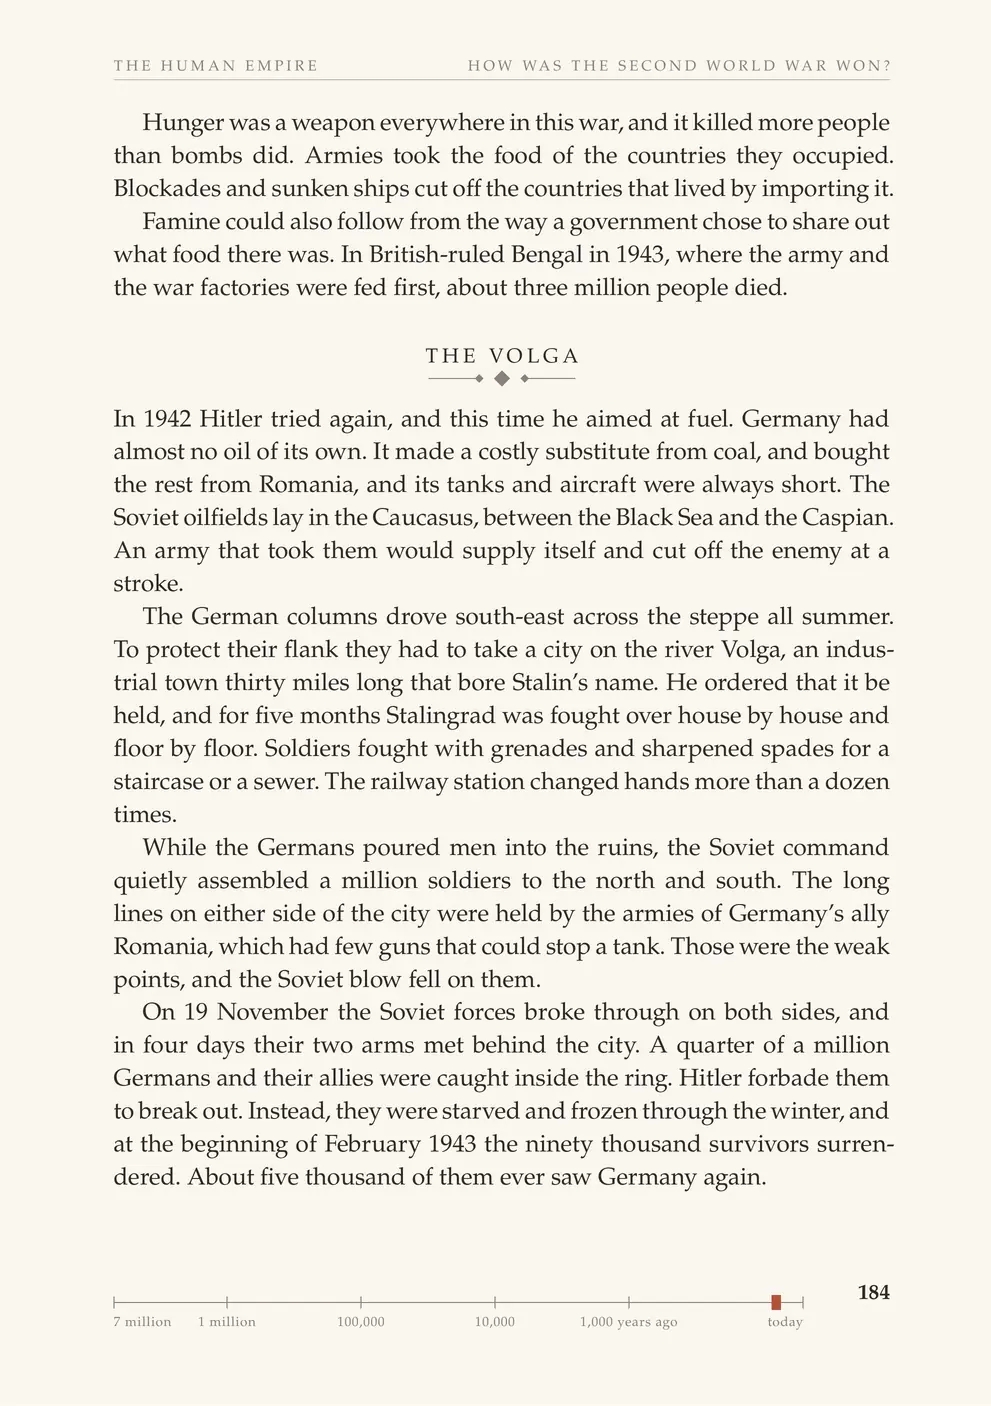 THE HUMAN EMPIRE
HOW WAS THE SECOND WORLD WAR WON?
Hunger was a weapon everywhere in this war, and it killed more people
than bombs did. Armies took the food of the countries they occupied.
Blockades and sunken ships cut off the countries that lived by importing it.
Famine could also follow from the way a government chose to share out
what food there was. In British-ruled Bengal in 1943, where the army and
the war factories were fed first, about three million people died.
THE VOLGA
In 1942 Hitler tried again, and this time he aimed at fuel. Germany had
almost no oil of its own. It made a costly substitute from coal, and bought
the rest from Romania, and its tanks and aircraft were always short. The
Soviet oilfields lay in the Caucasus, between the Black Sea and the Caspian.
An army that took them would supply itself and cut off the enemy at a
stroke.
The German columns drove south-east across the steppe all summer.
To protect their flank they had to take a city on the river Volga, an indus-
trial town thirty miles long that bore Stalin's name. He ordered that it be
held, and for five months Stalingrad was fought over house by house and
floor by floor. Soldiers fought with grenades and sharpened spades for a
staircase or a sewer. The railway station changed hands more than a dozen
times.
While the Germans poured men into the ruins, the Soviet command
quietly assembled a million soldiers to the north and south. The long
lines on either side of the city were held by the armies of Germany's ally
Romania, which had few guns that could stop a tank. Those were the weak
points, and the Soviet blow fell on them.
On 19 November the Soviet forces broke through on both sides, and
in four days their two arms met behind the city. A quarter of a million
Germans and their allies were caught inside the ring. Hitler forbade them
to break out. Instead, they were starved and frozen through the winter, and
at the beginning of February 1943 the ninety thousand survivors surren-
dered. About five thousand of them ever saw Germany again.
184
7 million
1 million
100,000
10,000
1,000 years ago
today